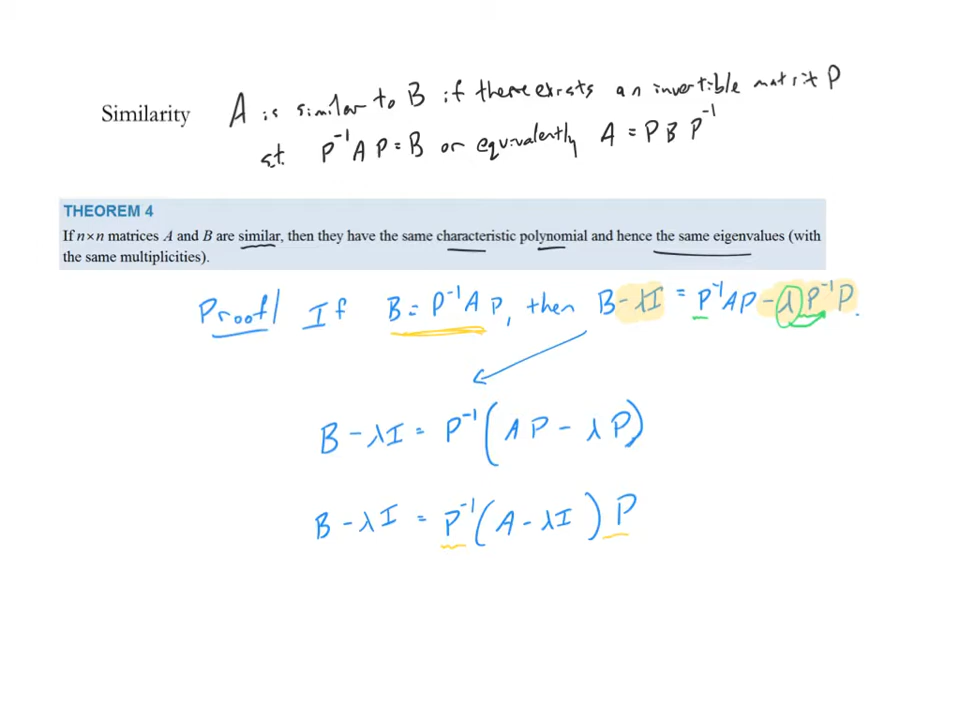 Similarity A is similar to B if there exists an invertible matrix P
st. P⁻¹AP = B or equivalently A = PBP⁻¹
THEOREM 4
If n×n matrices A and B are similar, then they have the same characteristic polynomial and hence the same eigenvalues (with
the same multiplicities).
Proof/ If B = P⁻¹AP, then B - λI = P⁻¹AP - λP⁻¹P.
B - λI = P⁻¹(AP - λP)
B - λI = P⁻¹(A - λI)P